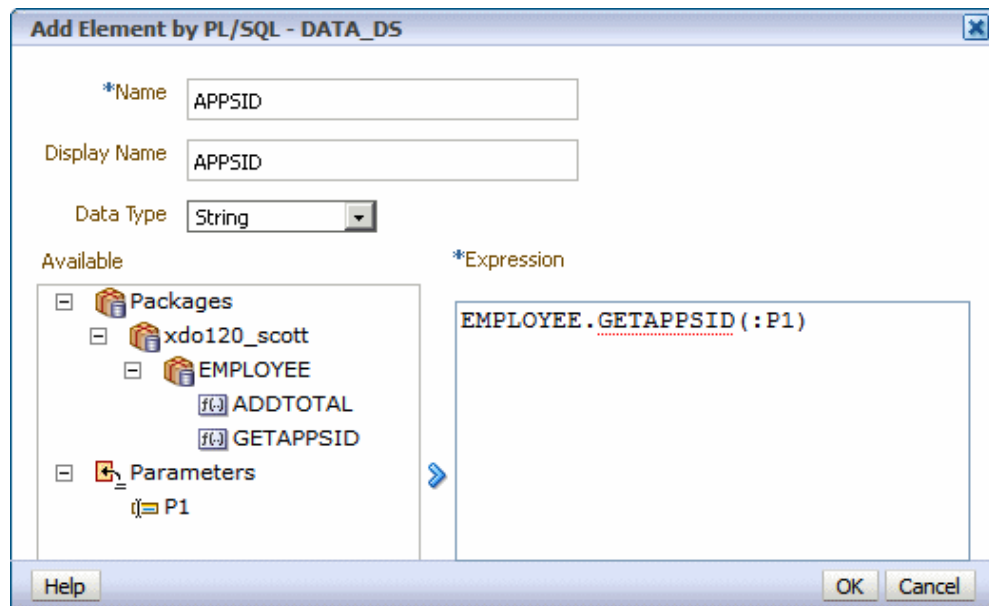 Add Element by PL/SQL - DATA_DS
*Name APPSID
Display Name APPSID
Data Type String
Available
*Expression
Packages
xdo120_scott
EMPLOYEE
f(.) ADDTOTAL
f(.) GETAPPSID
Parameters
P1
EMPLOYEE.GETAPPSID(:P1)
Help
OK Cancel